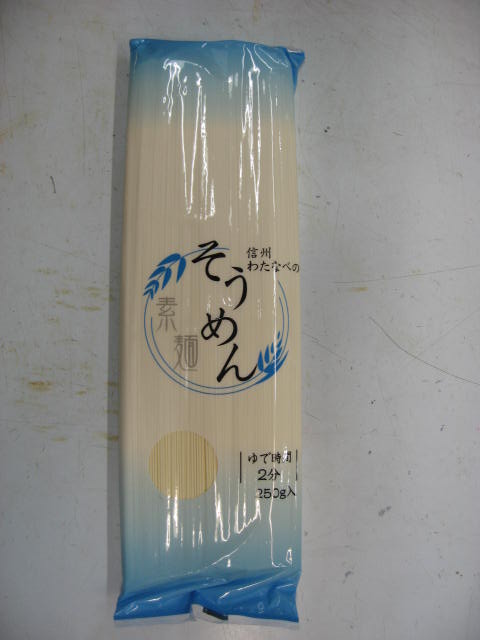 信州
わたなべの
そうめん
素麺
ゆで時間
2分
250g入